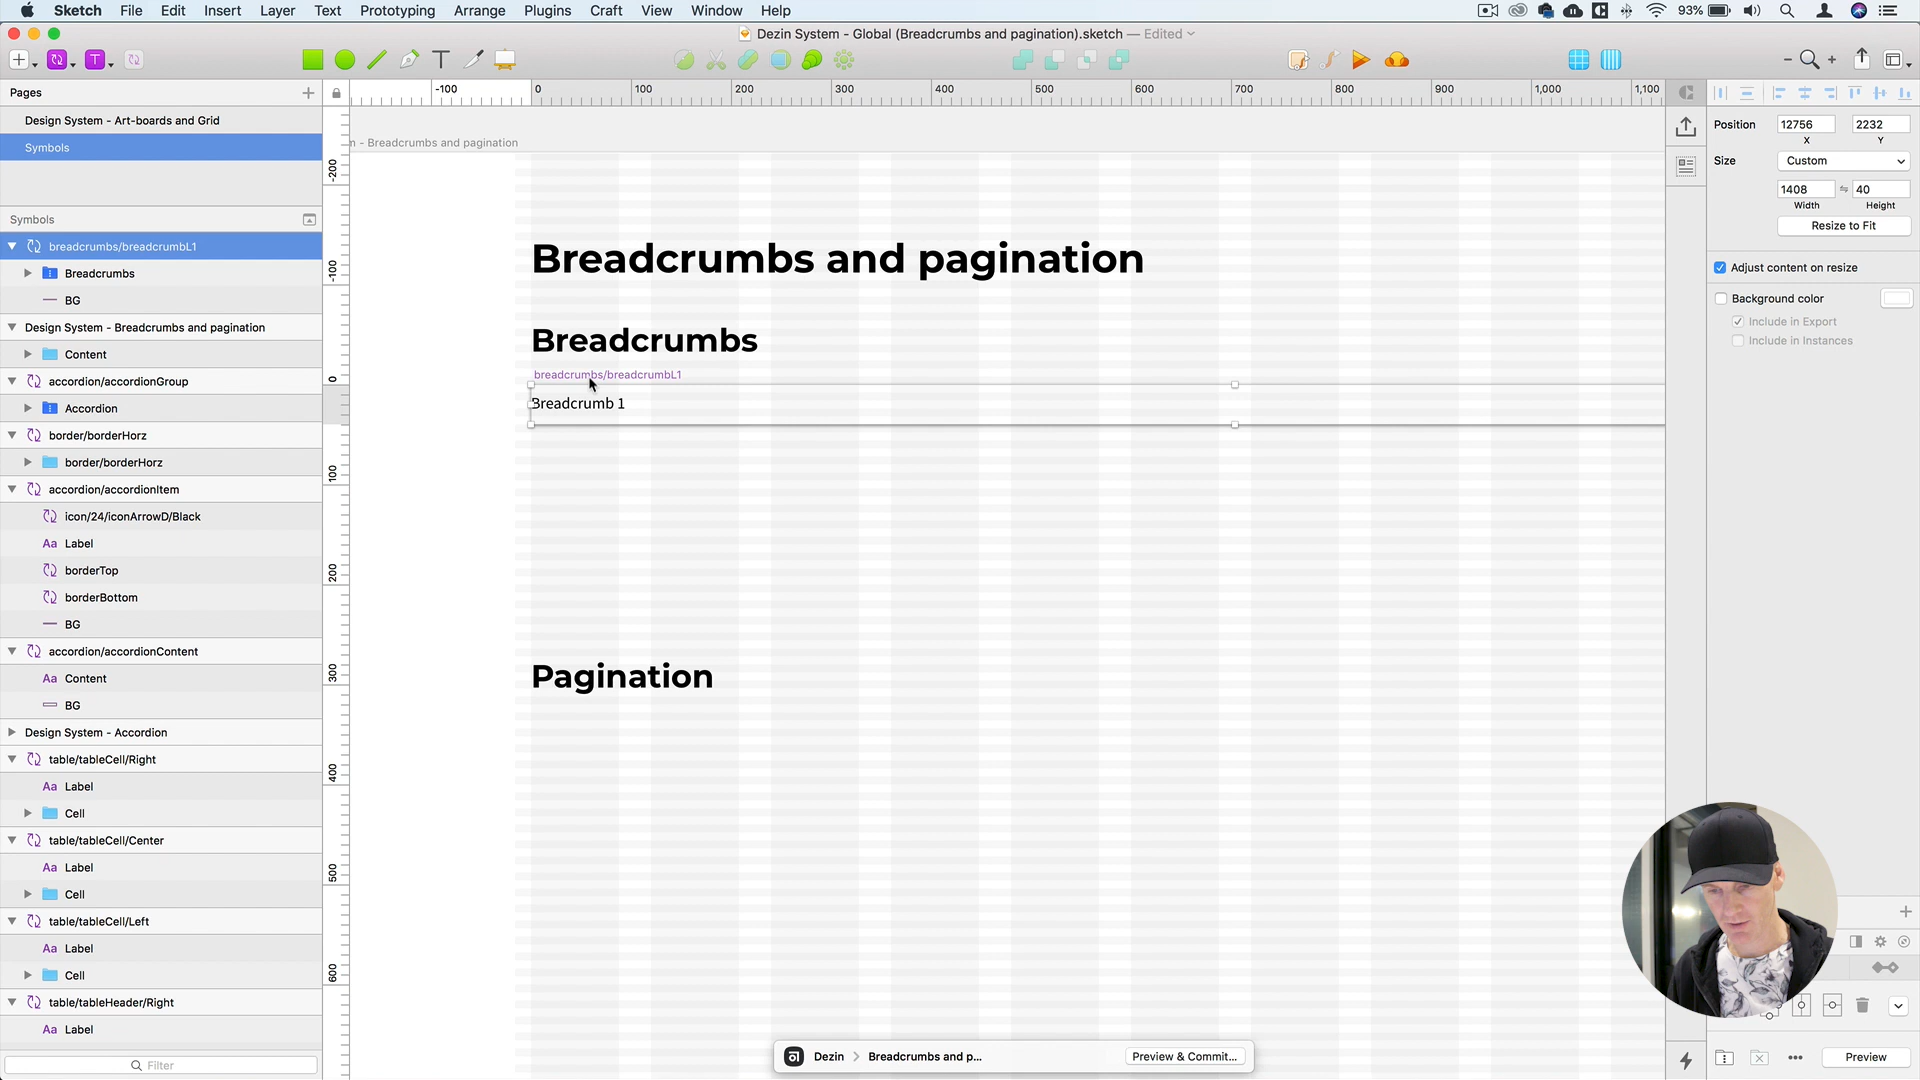 Sketch File Edit Insert Layer Text Prototyping Arrange Plugins Craft View Window Help 93%
Dezin System - Global (Breadcrumbs and pagination).sketch — Edited
Pages
Design System - Art-boards and Grid
Symbols
Symbols
breadcrumbs/breadcrumbL1
Breadcrumbs
BG
Design System - Breadcrumbs and pagination
Content
accordion/accordionGroup
Accordion
border/borderHorz
border/borderHorz
accordion/accordionItem
icon/24/iconArrowD/Black
Aa Label
borderTop
borderBottom
BG
accordion/accordionContent
Aa Content
BG
Design System - Accordion
table/tableCell/Right
Aa Label
Cell
table/tableCell/Center
Aa Label
Cell
table/tableCell/Left
Aa Label
Cell
table/tableHeader/Right
Aa Label
Filter
-100 0 100 200 300 400 500 600 700 800 900 1,000 1,100
-200
-100
0
100
200
300
400
500
600
m - Breadcrumbs and pagination
Breadcrumbs and pagination
Breadcrumbs
breadcrumbs/breadcrumbL1
Breadcrumb 1
Pagination
Dezin Breadcrumbs and p... Preview & Commit...
Position 12756 2232
X Y
Size Custom
1408 40
Width Height
Resize to Fit
Adjust content on resize
Background color
Include in Export
Include in Instances
Preview